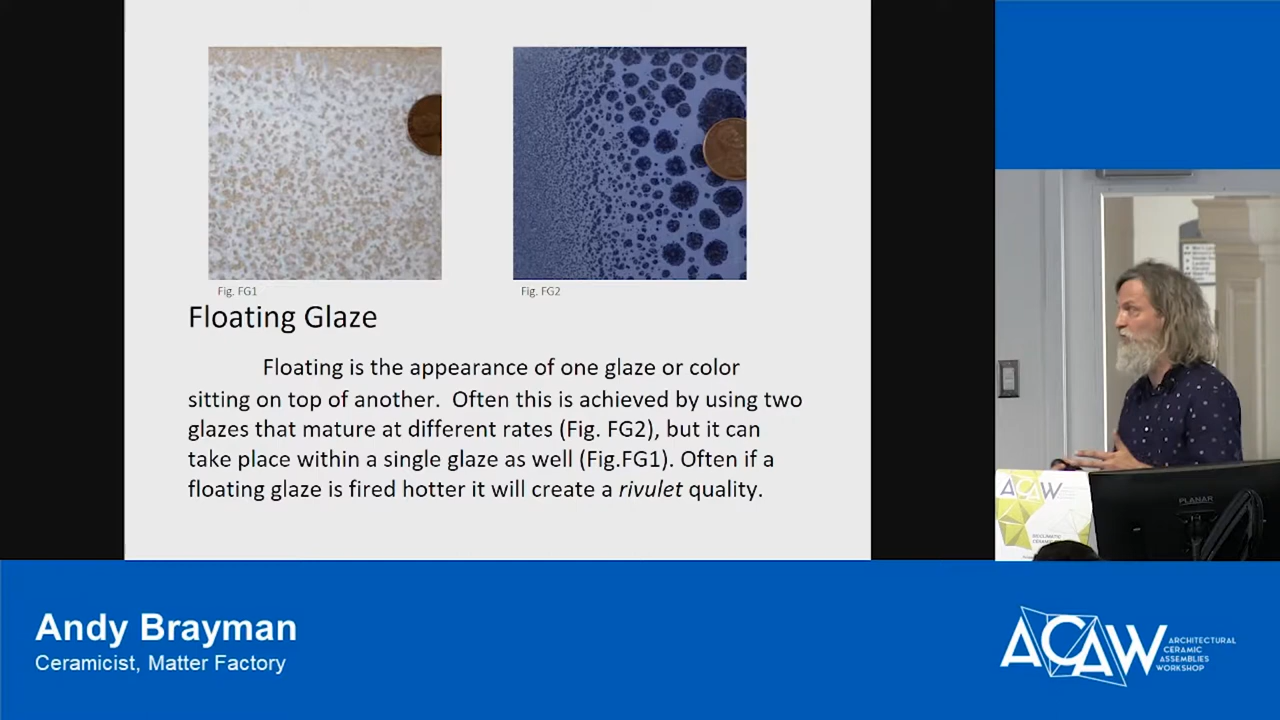 Fig. FG1
Fig. FG2
Floating Glaze
Floating is the appearance of one glaze or color
sitting on top of another.  Often this is achieved by using two
glazes that mature at different rates (Fig. FG2), but it can
take place within a single glaze as well (Fig.FG1). Often if a
floating glaze is fired hotter it will create a rivulet quality.
ACAW
PLANAR
Andy Brayman
Ceramicist, Matter Factory
ACAW
ARCHITECTURAL
CERAMIC
ASSEMBLIES
WORKSHOP